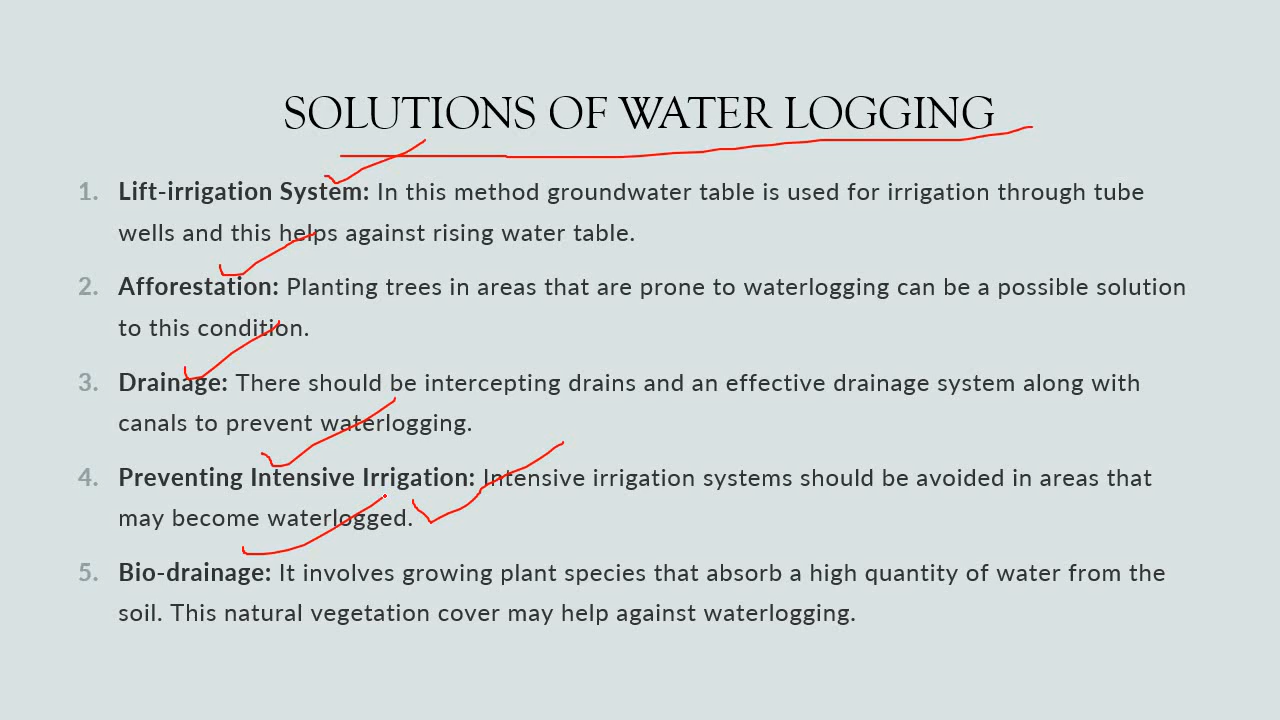 SOLUTIONS OF WATER LOGGING
1. Lift-irrigation System: In this method groundwater table is used for irrigation through tube
wells and this helps against rising water table.
2. Afforestation: Planting trees in areas that are prone to waterlogging can be a possible solution
to this condition.
3. Drainage: There should be intercepting drains and an effective drainage system along with
canals to prevent waterlogging.
4. Preventing Intensive Irrigation: Intensive irrigation systems should be avoided in areas that
may become waterlogged.
5. Bio-drainage: It involves growing plant species that absorb a high quantity of water from the
soil. This natural vegetation cover may help against waterlogging.